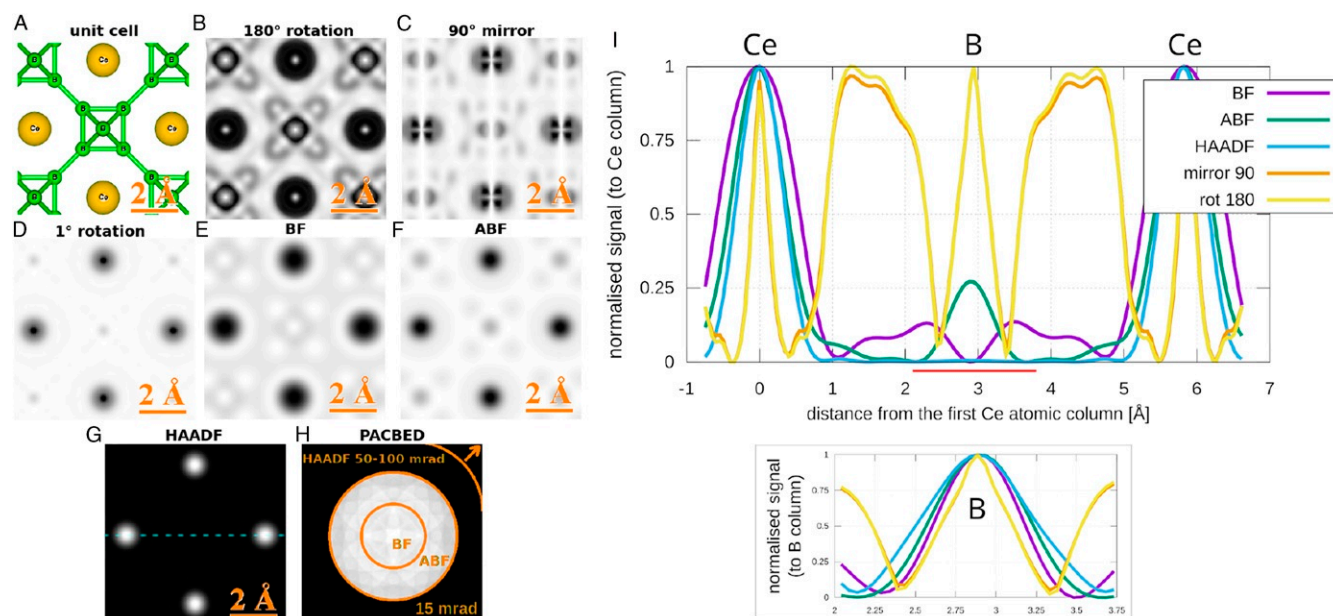 A
unit cell
Ce
B
B
Ce
Ce
B
B
B
B
B
Ce
B
B
2 Å
B
180° rotation
2 Å
C
90° mirror
2 Å
D
1° rotation
2 Å
E
BF
2 Å
F
ABF
2 Å
G
HAADF
2 Å
H
PACBED
HAADF 50-100 mrad
BF
ABF
15 mrad
I
Ce
B
Ce
normalised signal (to Ce column)
1
0.75
0.5
0.25
0
BF
ABF
HAADF
mirror 90
rot 180
-1 0 1 2 3 4 5 6 7
distance from the first Ce atomic column [Å]
normalised signal
(to B column)
1
0.75
0.5
0.25
0
B
2 2.25 2.5 2.75 3 3.25 3.5 3.75